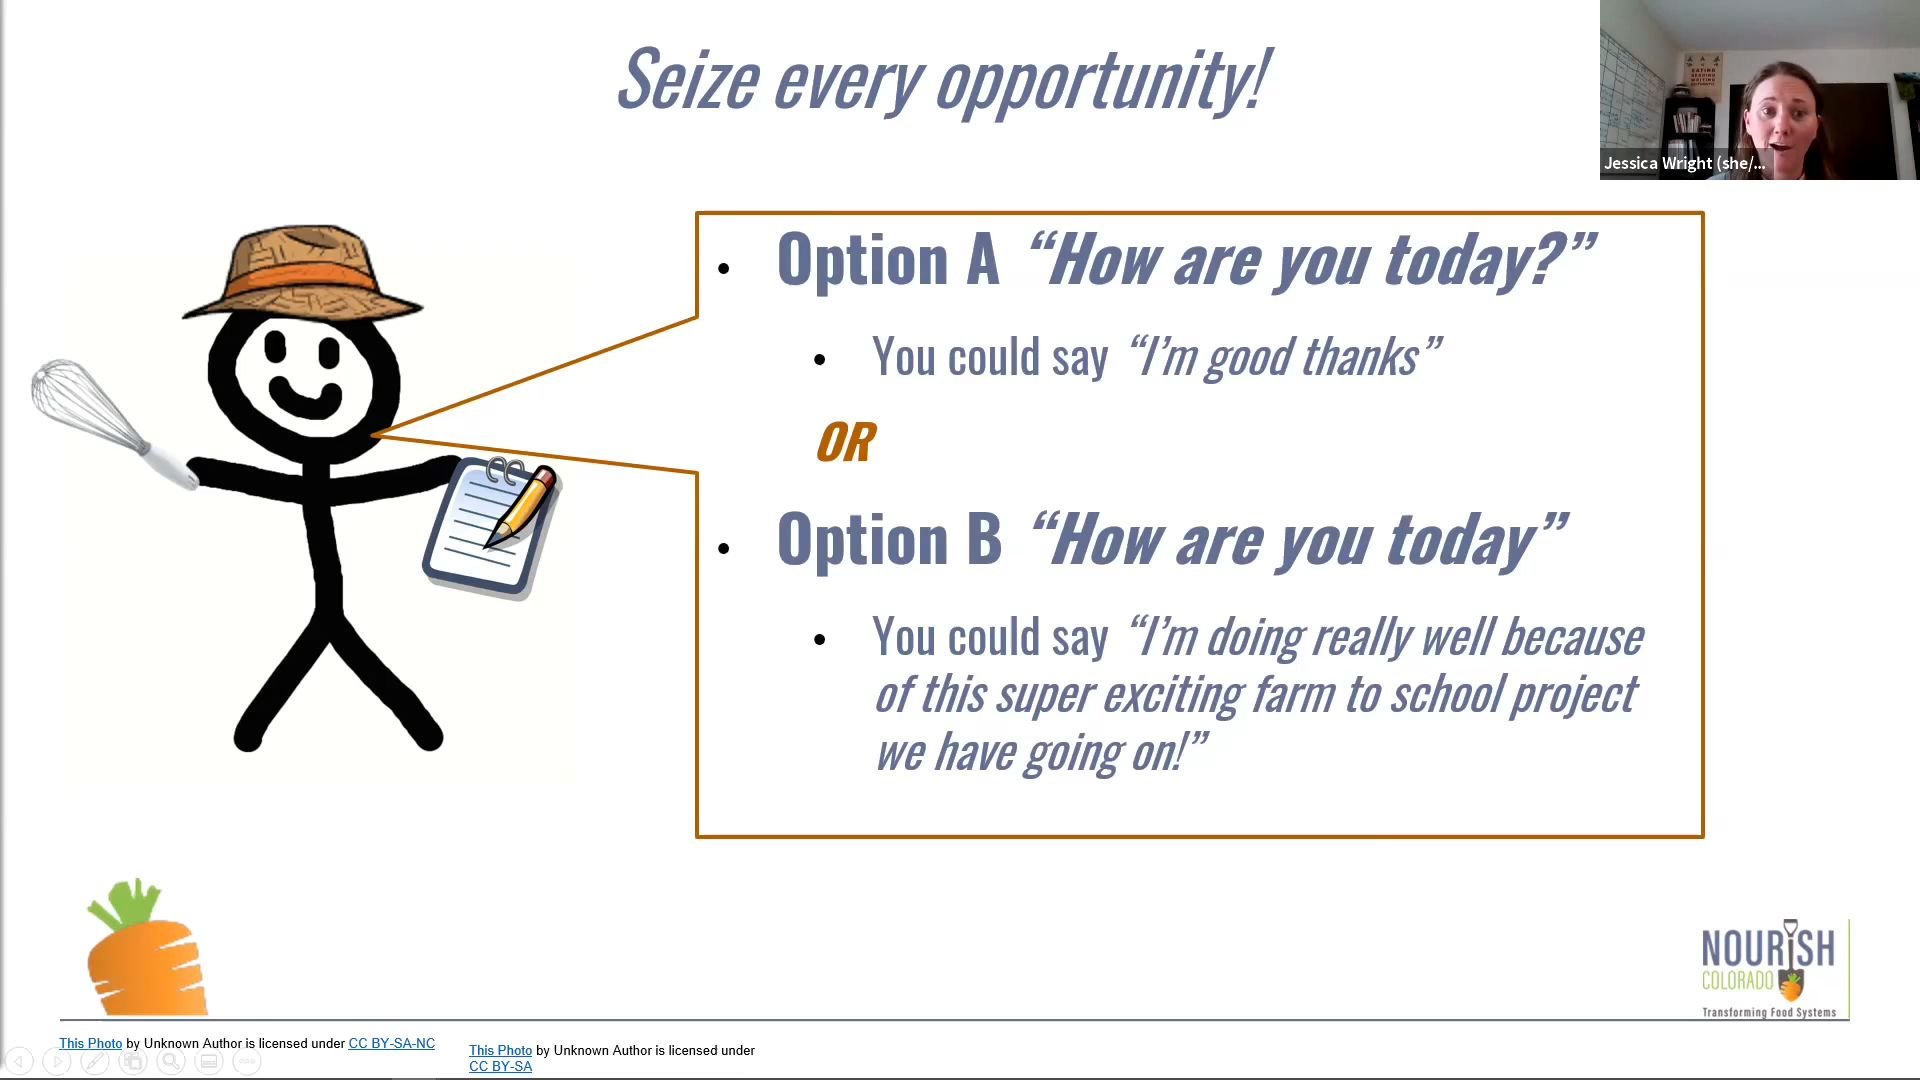 Seize every opportunity!
Jessica Wright (she/...
• Option A “How are you today?”
• You could say “I’m good thanks”
OR
• Option B “How are you today”
• You could say “I’m doing really well because
of this super exciting farm to school project
we have going on!”
NOURISH
COLORADO
Transforming Food Systems
This Photo by Unknown Author is licensed under CC BY-SA-NC
This Photo by Unknown Author is licensed under
CC BY-SA